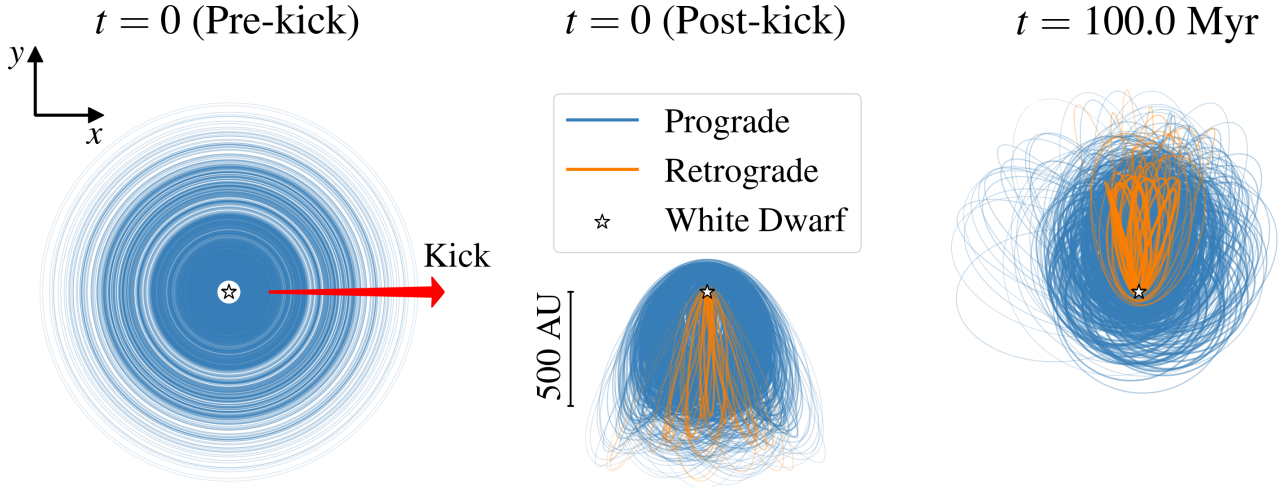 t = 0 (Pre-kick)
t = 0 (Post-kick)
t = 100.0 Myr
y
x
Kick
Prograde
Retrograde
White Dwarf
500 AU